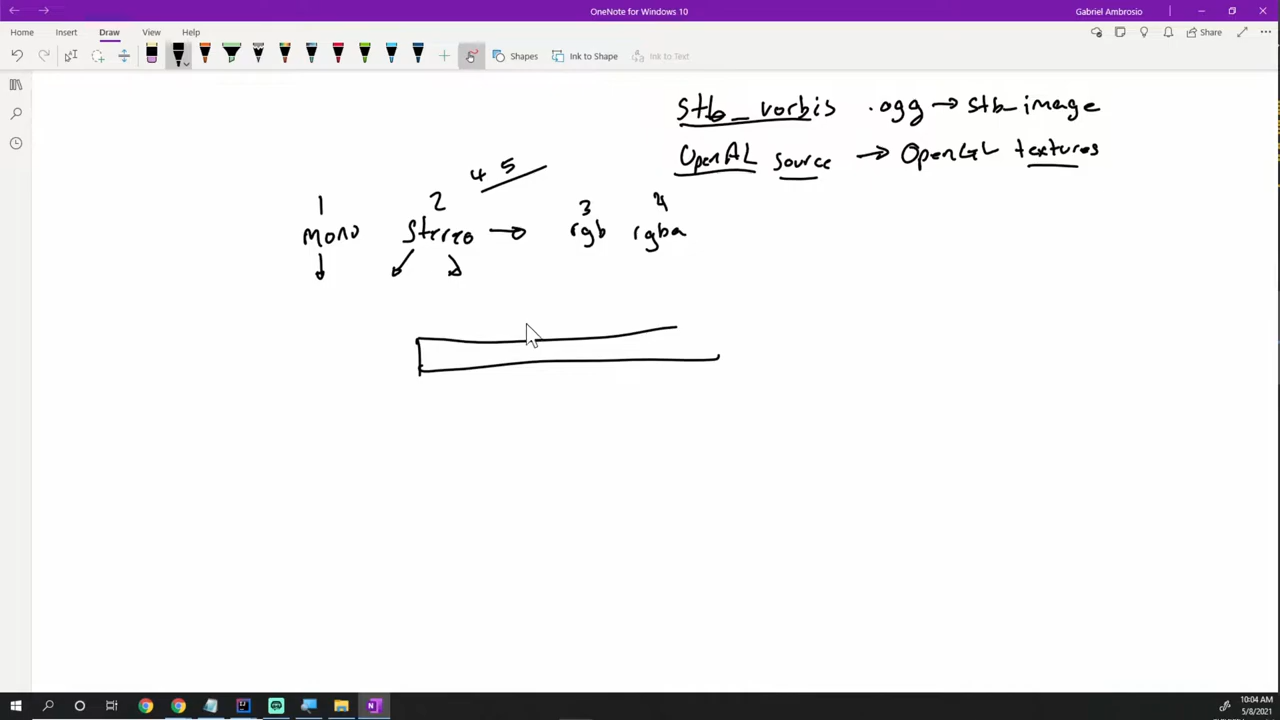 OneNote for Windows 10
Gabriel Ambrosio
Home Insert Draw View Help
Share
Shapes Ink to Shape Ink to Text
stb_vorbis .ogg → stb_image
OpenAL source → OpenGL textures
4 5
1 2 3 4
Mono Stereo → rgb rgba
10:04 AM
5/8/2021